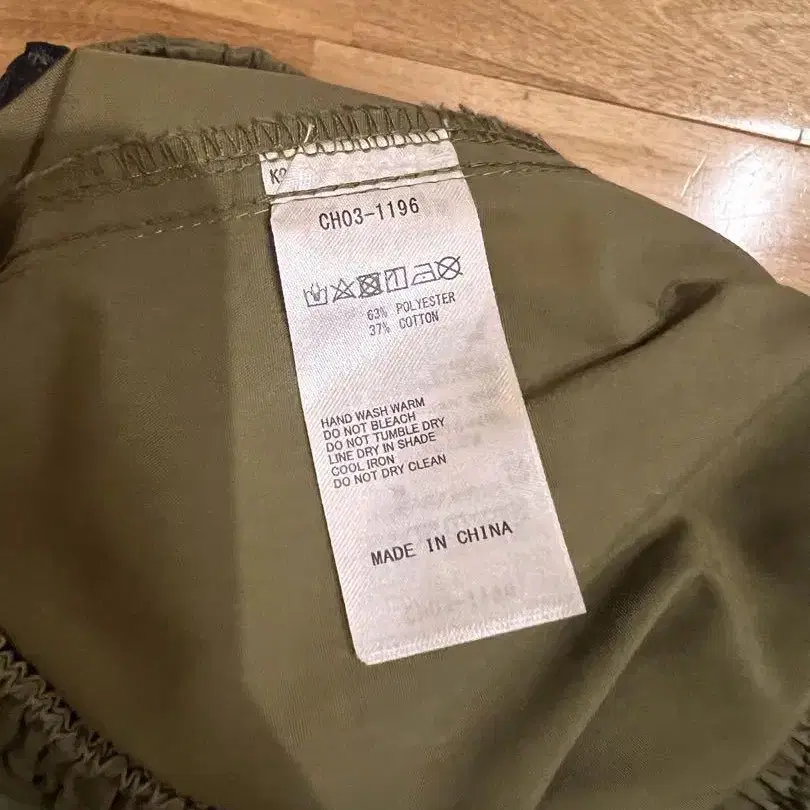 CH03-1196
63% POLYESTER
37% COTTON
HAND WASH WARM
DO NOT BLEACH
DO NOT TUMBLE DRY
LINE DRY IN SHADE
COOL IRON
DO NOT DRY CLEAN
MADE IN CHINA